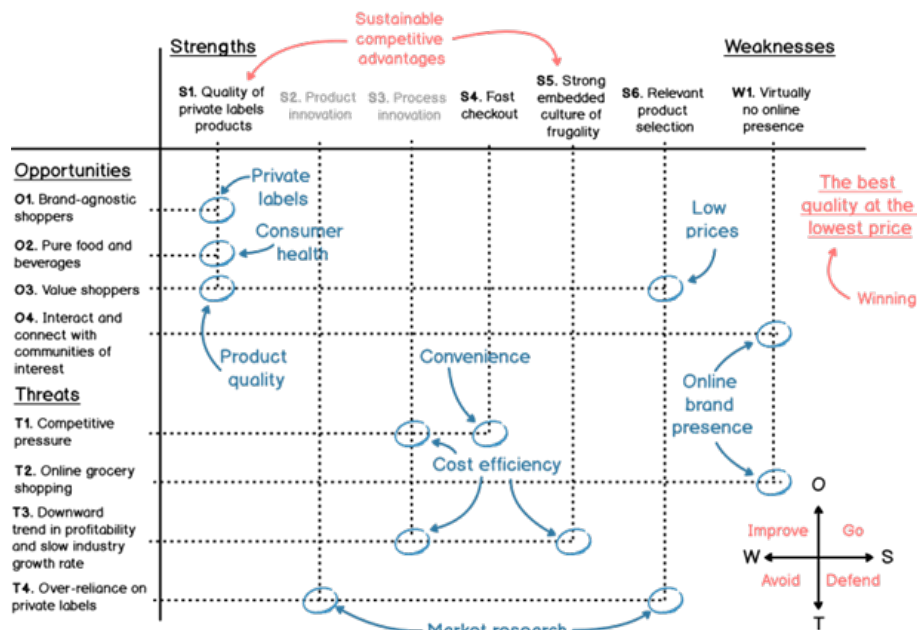 Strengths
Sustainable
competitive
advantages
Weaknesses
S1. Quality of
private labels
products
S2. Product
innovation
S3. Process
innovation
S4. Fast
checkout
S5. Strong
embedded
culture of
frugality
S6. Relevant
product
selection
W1. Virtually
no online
presence
Opportunities
O1. Brand-agnostic
shoppers
O2. Pure food and
beverages
O3. Value shoppers
O4. Interact and
connect with
communities of
interest
Private
labels
Consumer
health
Product
quality
Low
prices
The best
quality at the
lowest price
Winning
Convenience
Online
brand
presence
Threats
T1. Competitive
pressure
T2. Online grocery
shopping
T3. Downward
trend in profitability
and slow industry
growth rate
T4. Over-reliance on
private labels
Cost efficiency
Market research
O
Improve
Go
W
S
Avoid
Defend
T